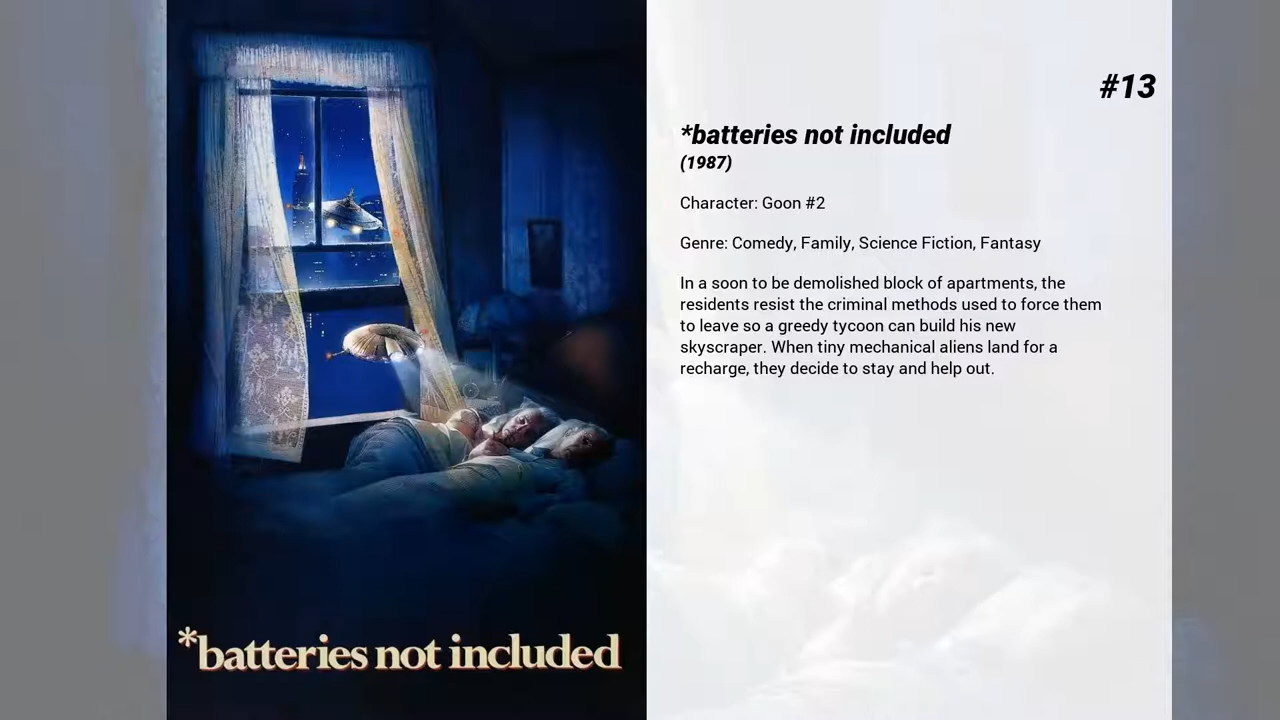 #13
*batteries not included
(1987)
Character: Goon #2
Genre: Comedy, Family, Science Fiction, Fantasy
In a soon to be demolished block of apartments, the
residents resist the criminal methods used to force them
to leave so a greedy tycoon can build his new
skyscraper. When tiny mechanical aliens land for a
recharge, they decide to stay and help out.
*batteries not included